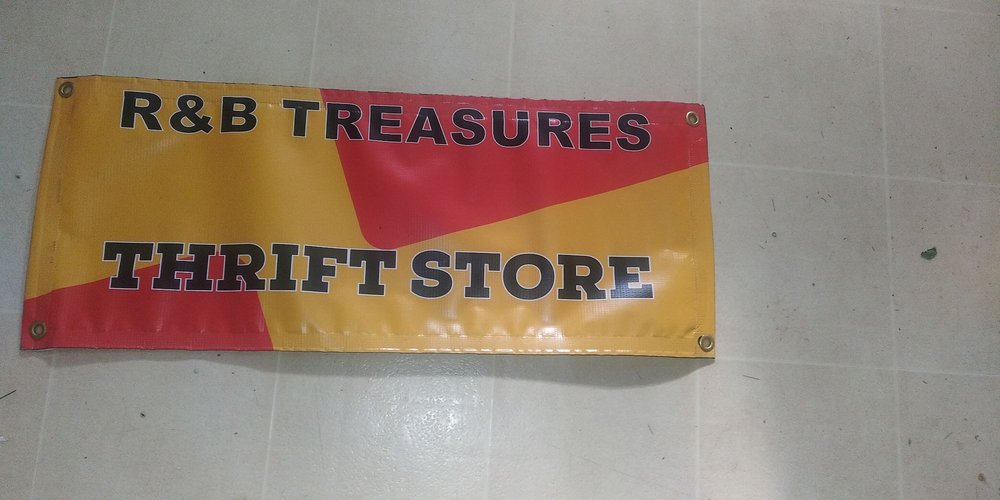 R&B TREASURES
THRIFT STORE